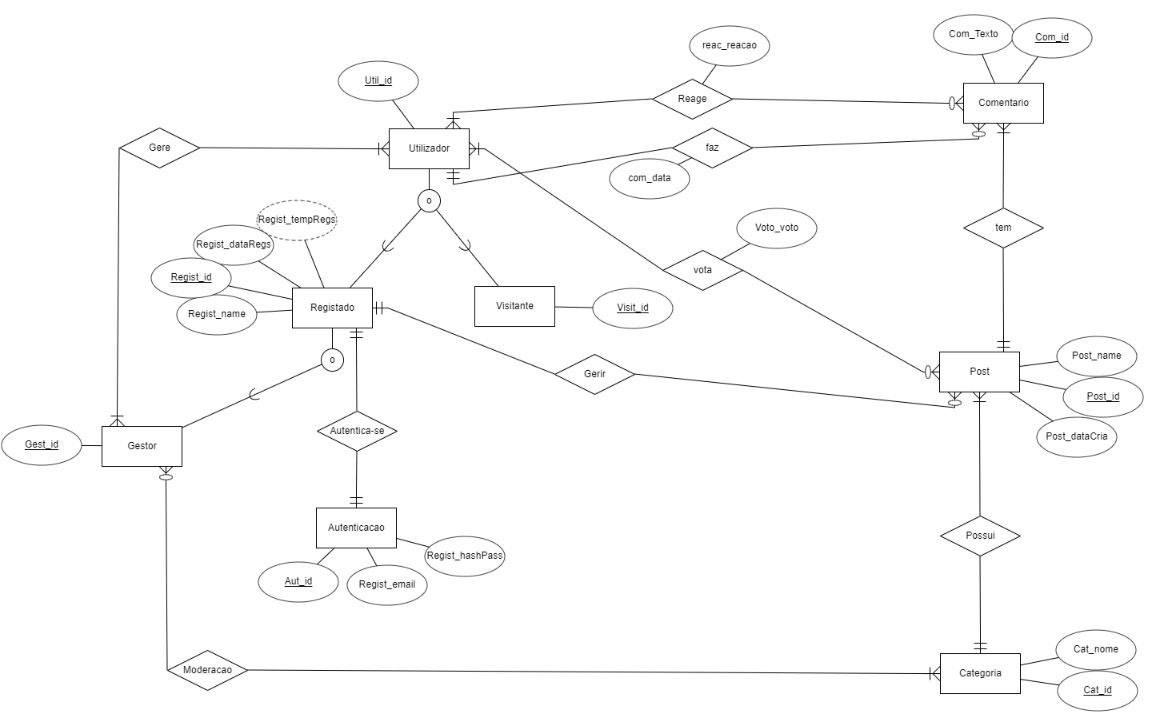 Com_Texto
Com_id
reac_reacao
Util_id
Reage
Comentario
Gere
Utilizador
faz
com_data
o
Regist_tempRegs
Regist_dataRegs
Voto_voto
tem
Regist_id
vota
Regist_name
Registado
Visitante
Visit_id
o
Post_name
Gerir
Post
Post_id
Post_dataCria
Autentica-se
Gest_id
Gestor
Autenticacao
Possui
Regist_hashPass
Aut_id
Regist_email
Cat_nome
Moderacao
Categoria
Cat_id